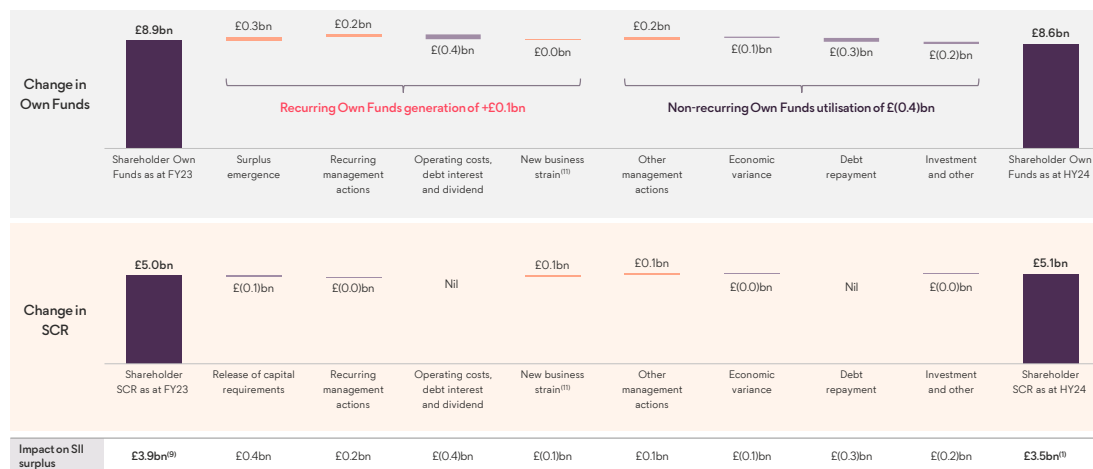 £8.9bn
£0.3bn
£0.2bn
£(0.4)bn
£0.0bn
£0.2bn
£(0.1)bn
£(0.3)bn
£(0.2)bn
£8.6bn
Change in
Own Funds
Recurring Own Funds generation of +£0.1bn
Non-recurring Own Funds utilisation of £(0.4)bn
Shareholder Own
Funds as at FY23
Surplus
emergence
Recurring
management
actions
Operating costs,
debt interest
and dividend
New business
strain(11)
Other
management
actions
Economic
variance
Debt
repayment
Investment
and other
Shareholder Own
Funds as at HY24
£5.0bn
£(0.1)bn
£(0.0)bn
Nil
£0.1bn
£0.1bn
£(0.0)bn
Nil
£(0.0)bn
£5.1bn
Change in
SCR
Shareholder
SCR as at FY23
Release of capital
requirements
Recurring
management
actions
Operating costs,
debt interest
and dividend
New business
strain(11)
Other
management
actions
Economic
variance
Debt
repayment
Investment
and other
Shareholder
SCR as at HY24
Impact on SII
surplus
£3.9bn(9)
£0.4bn
£0.2bn
£(0.4)bn
£(0.1)bn
£0.1bn
£(0.1)bn
£(0.3)bn
£(0.2)bn
£3.5bn(1)